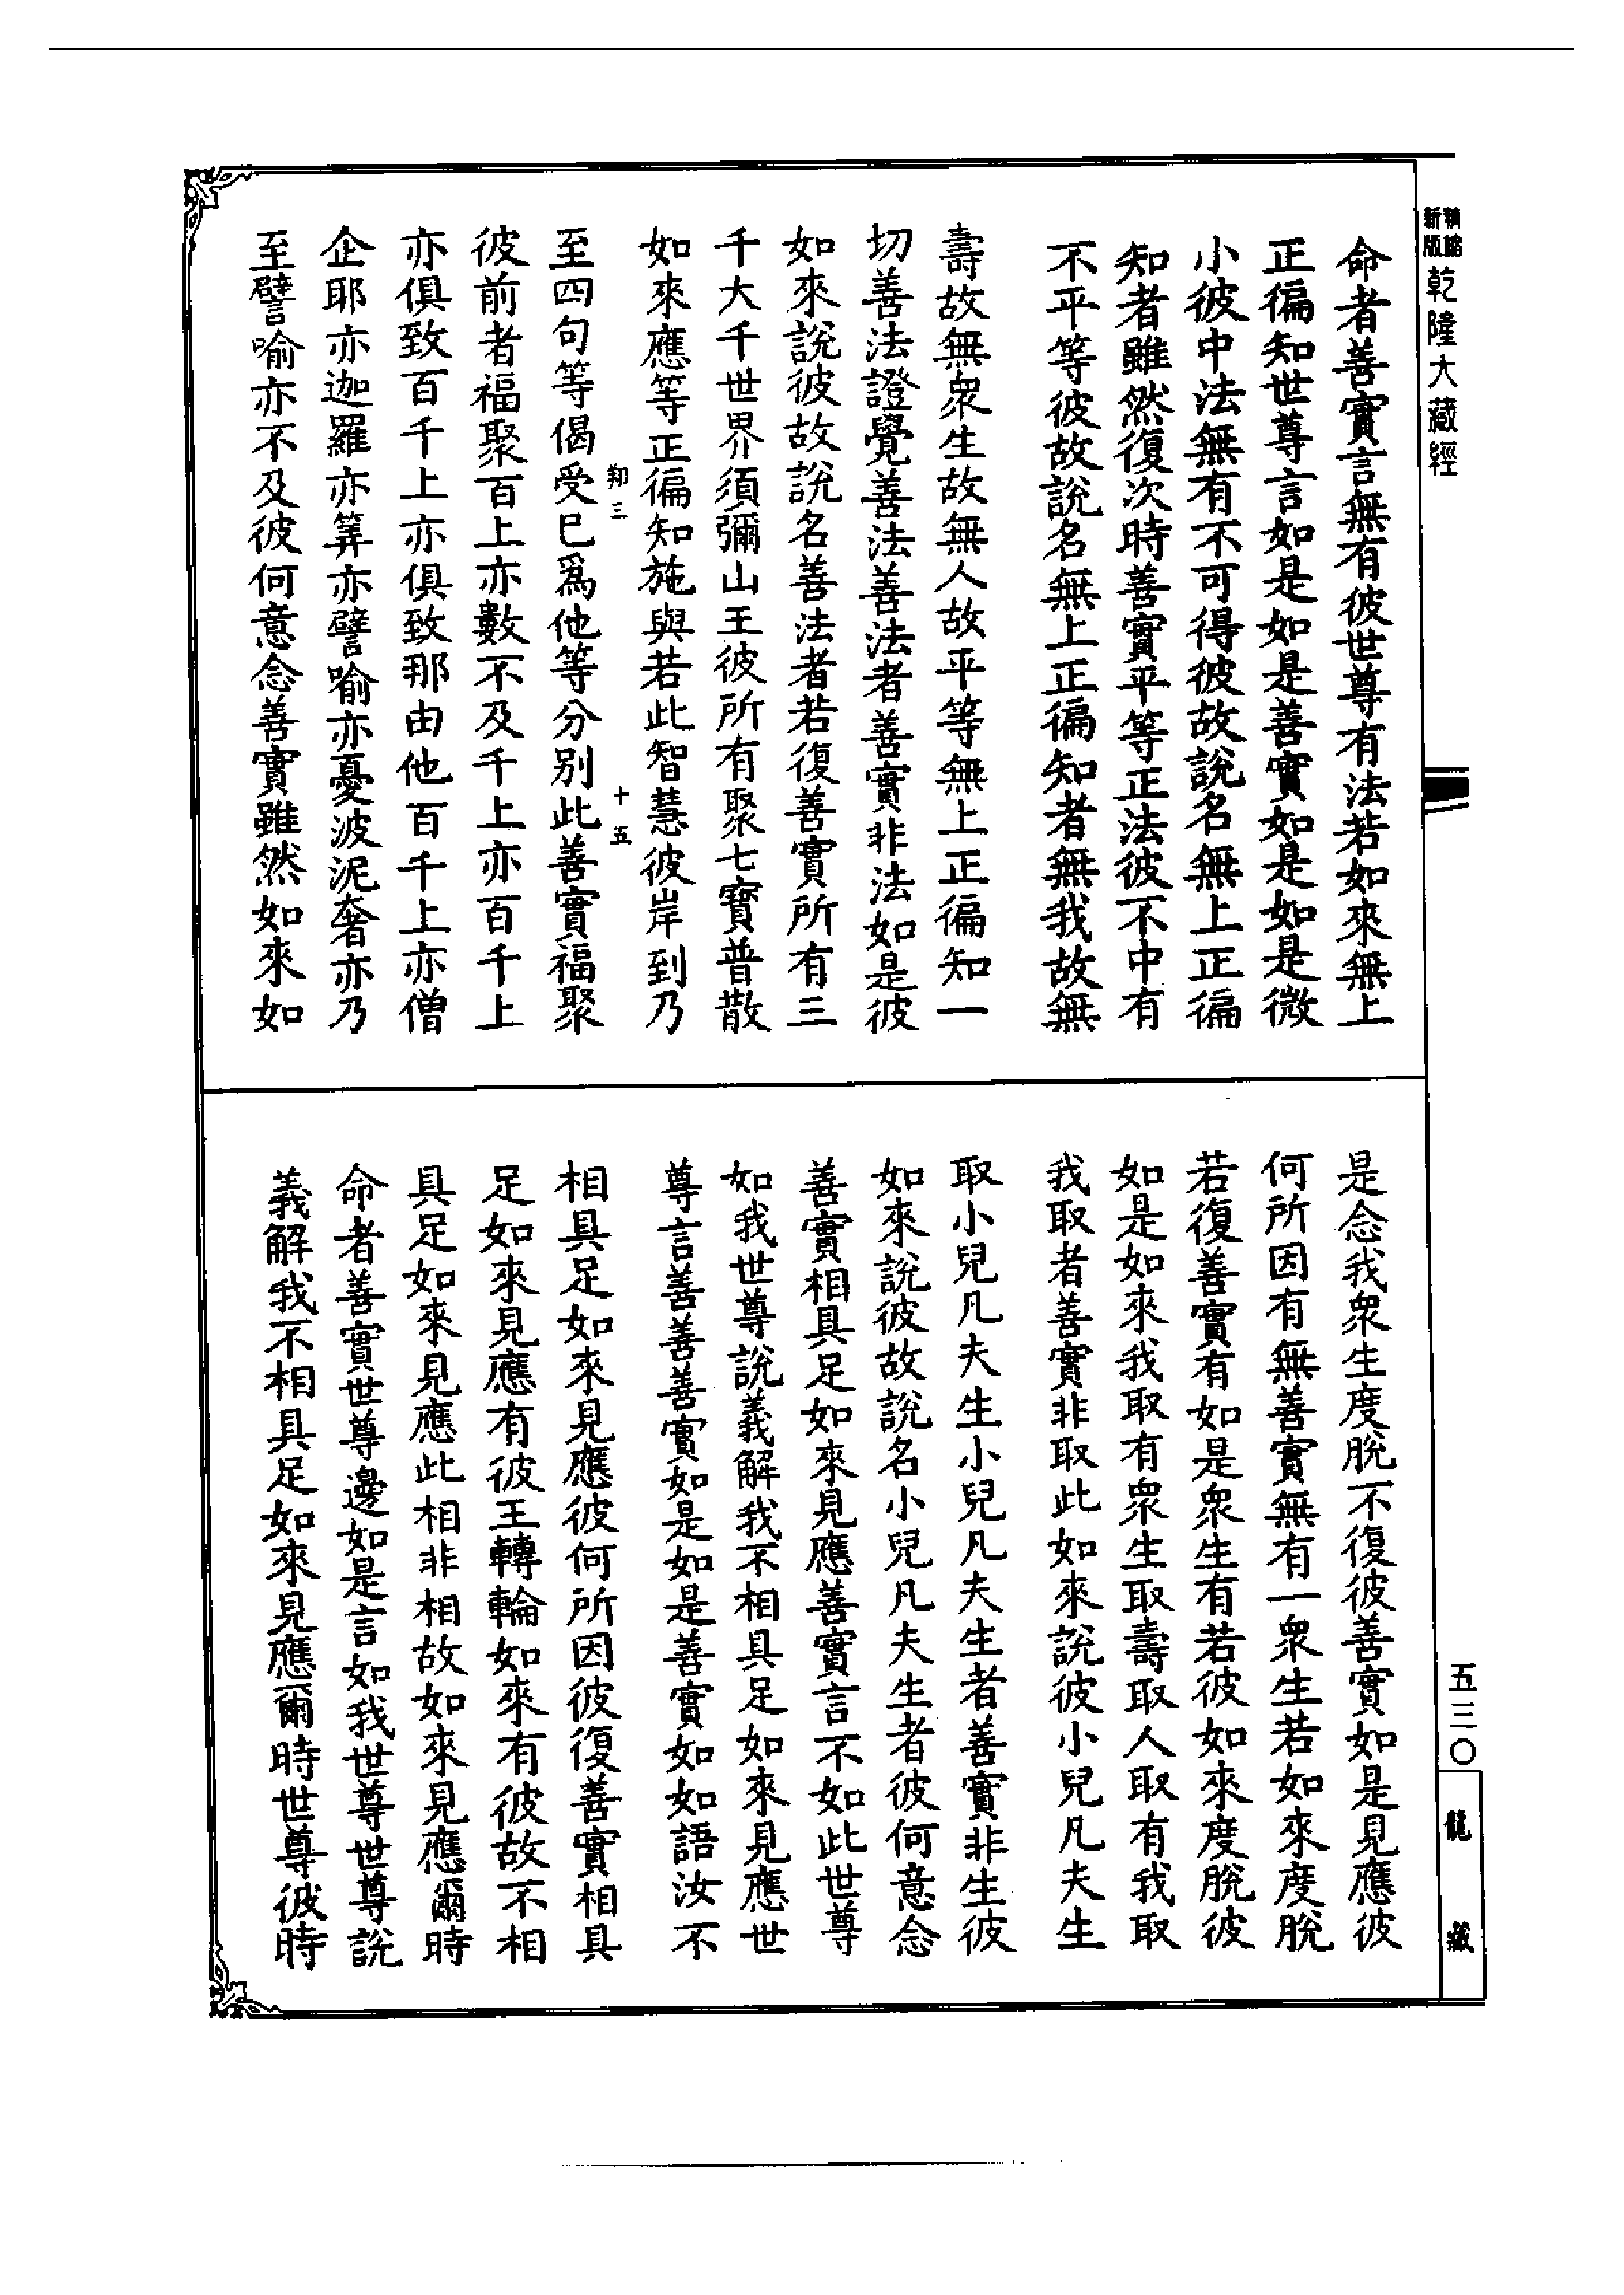 新精
版縮
乾隆大藏經
命者善實言無有彼世尊有法若如來無上
正徧知世尊言如是如是善實如是如是微
小彼中法無有不可得彼故說名無上正徧
知者雖然復次時善實平等正法彼不中有
不平等彼故說名無上正徧知者無我故無
壽故無衆生故無人故平等無上正徧知一
切善法證覺善法善法者善實非法如是彼
如來說彼故說名善法者若復善實所有三
千大千世界須彌山王彼所有聚七寶普散
如來應等正徧知施與若此智慧彼岸到乃
翔三
十五
至四句等偈受已爲他等分別此善實福聚
彼前者福聚百上亦數不及千上亦百千上
亦俱致百千上亦俱致那由他百千上亦僧
企耶亦迦羅亦筭亦譬喻亦憂波泥奢亦乃
至譬喻亦不及彼何意念善實雖然如來如
是念我衆生度脫不復彼善實如是見應彼
何所因有無善實無有一衆生若如來度脫
若復善實有如是衆生有若彼如來度脫彼
如是如來我取有衆生取壽取人取有我取
我取者善實非取此如來說彼小兒凡夫生
取小兒凡夫生小兒凡夫生者善實非生彼
如來說彼故說名小兒凡夫生者彼何意念
善實相具足如來見應善實言不如此世尊
如我世尊說義解我不相具足如來見應世
尊言善善善實如是如是善實如如語汝不
相具足如來見應彼何所因彼復善實相具
足如來見應有彼王轉輪如來有彼故不相
具足如來見應此相非相故如來見應爾時
命者善實世尊邊如是言如我世尊世尊說
義解我不相具足如來見應爾時世尊彼時
五三〇
龍藏